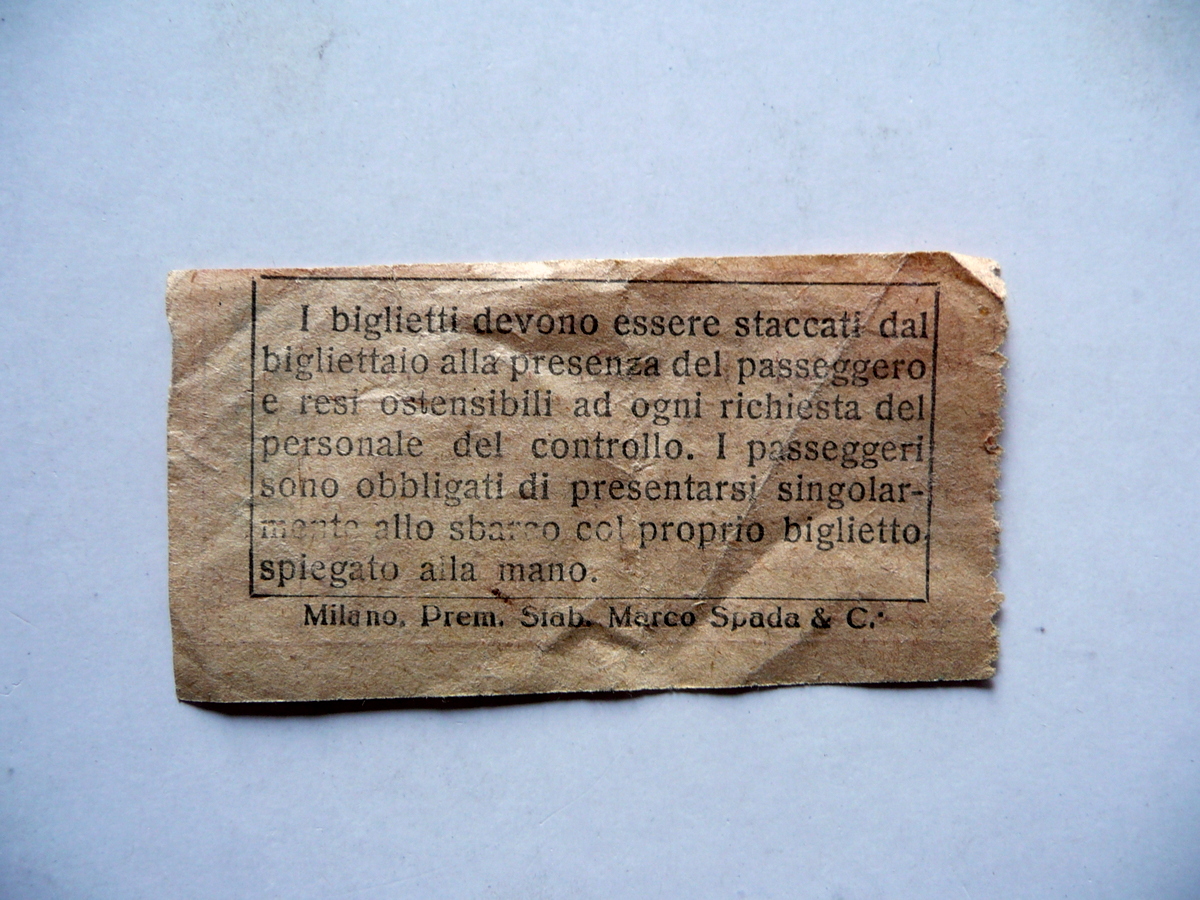 I biglietti devono essere staccati dal
bigliettaio alla presenza del passeggero
e resi ostensibili ad ogni richiesta del
personale del controllo. I passeggeri
sono obbligati di presentarsi singolar-
mente allo sbarco col proprio biglietto,
spiegato alla mano.
Milano, Prem. Stab. Marco Spada & C.